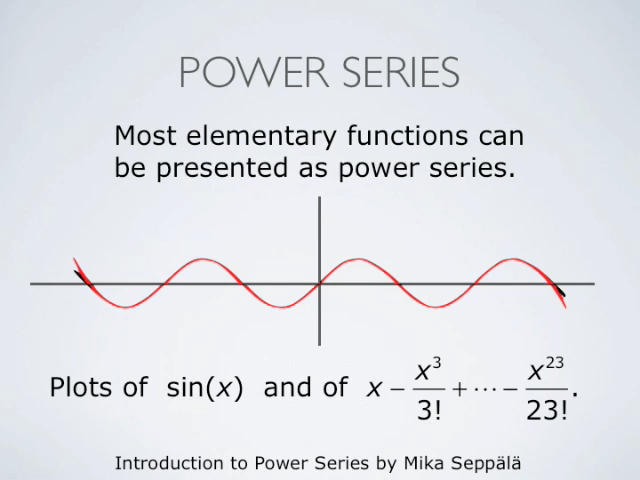 POWER SERIES
Most elementary functions can
be presented as power series.
Plots of sin(x) and of x − x³/3! + ⋯ − x²³/23!.
Introduction to Power Series by Mika Seppälä